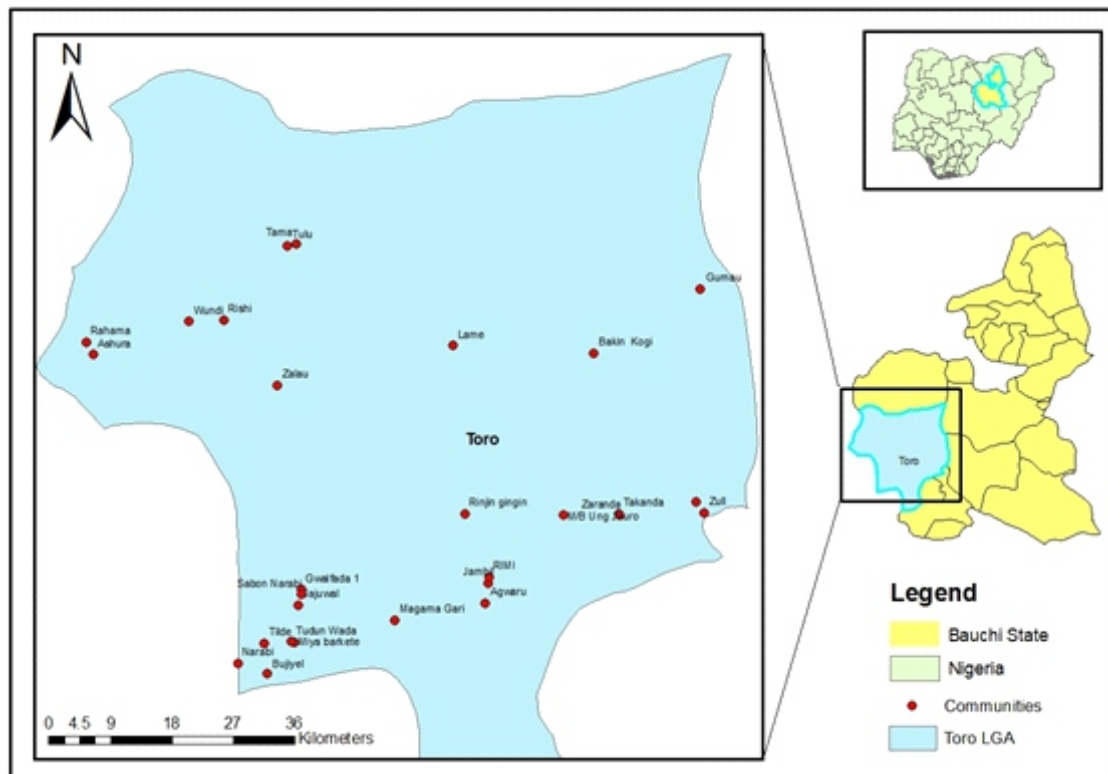 N
Tama Tulu
Gumau
Wundi Rishi
Rahama
Ashura
Lame
Bakin Kogi
Zalau
Toro
Rinjin gingin
Zaranda Takanda
M/B Ung Jauro
Zull
RIMI
Jambil
Agwaru
Gwalfada 1
Sabon Narabi
Magama Gari
Tilde Tudun Wada
Miya barkete
Narabi
Bujiyel
0 4.5 9 18 27 36
Kilometers
Toro
Legend
Bauchi State
Nigeria
Communities
Toro LGA